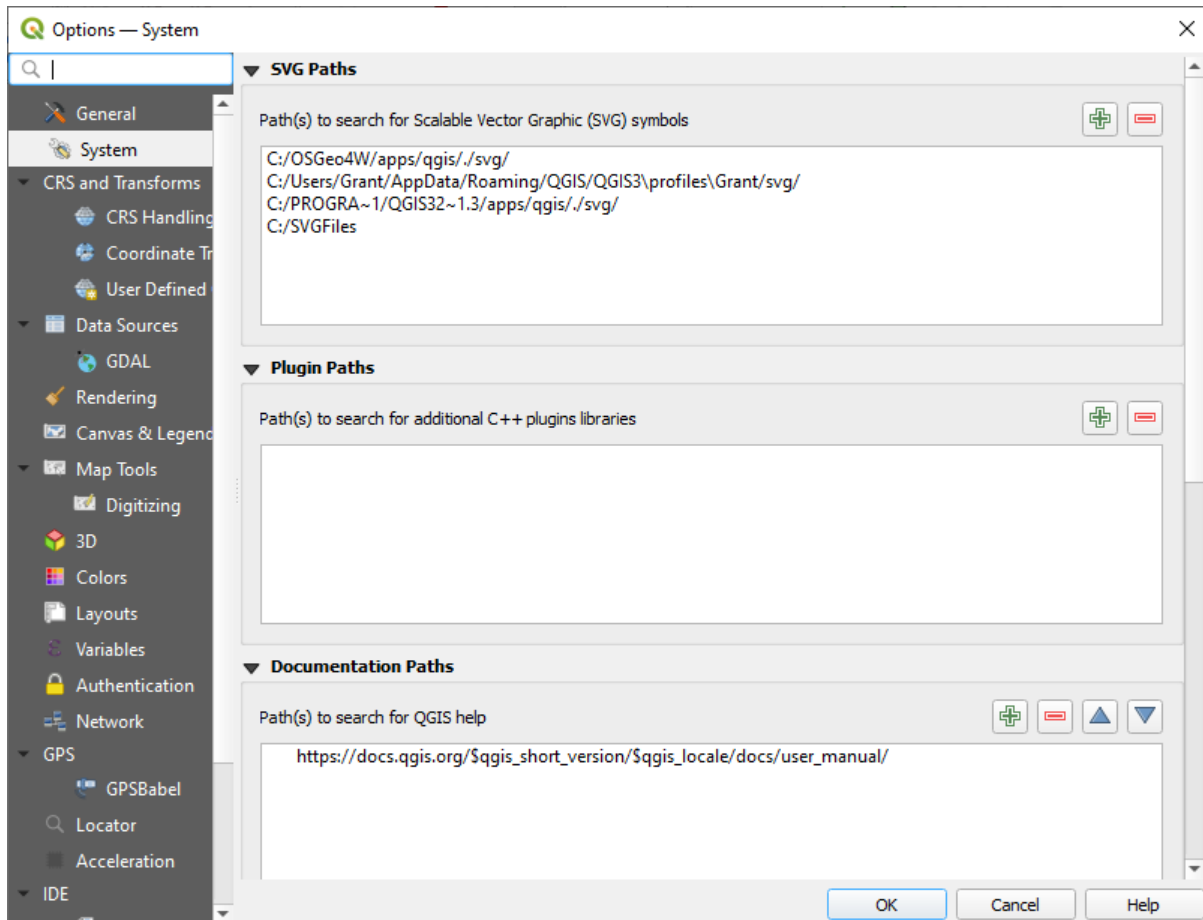 Options — System
General
System
CRS and Transforms
CRS Handling
Coordinate Tr
User Defined
Data Sources
GDAL
Rendering
Canvas & Legend
Map Tools
Digitizing
3D
Colors
Layouts
Variables
Authentication
Network
GPS
GPSBabel
Locator
Acceleration
IDE
SVG Paths
Path(s) to search for Scalable Vector Graphic (SVG) symbols
C:/OSGeo4W/apps/qgis/./svg/
C:/Users/Grant/AppData/Roaming/QGIS/QGIS3\profiles\Grant/svg/
C:/PROGRA~1/QGIS32~1.3/apps/qgis/./svg/
C:/SVGFiles
Plugin Paths
Path(s) to search for additional C++ plugins libraries
Documentation Paths
Path(s) to search for QGIS help
https://docs.qgis.org/$qgis_short_version/$qgis_locale/docs/user_manual/
OK
Cancel
Help